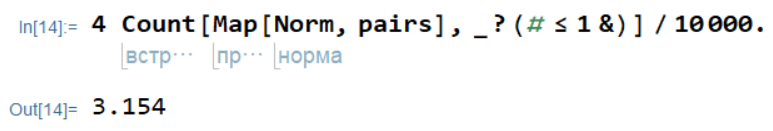 In[14]:= 4 Count[Map[Norm, pairs], _?(# ≤ 1 &)] / 10000.
встр⋯ пр⋯ норма
Out[14]= 3.154